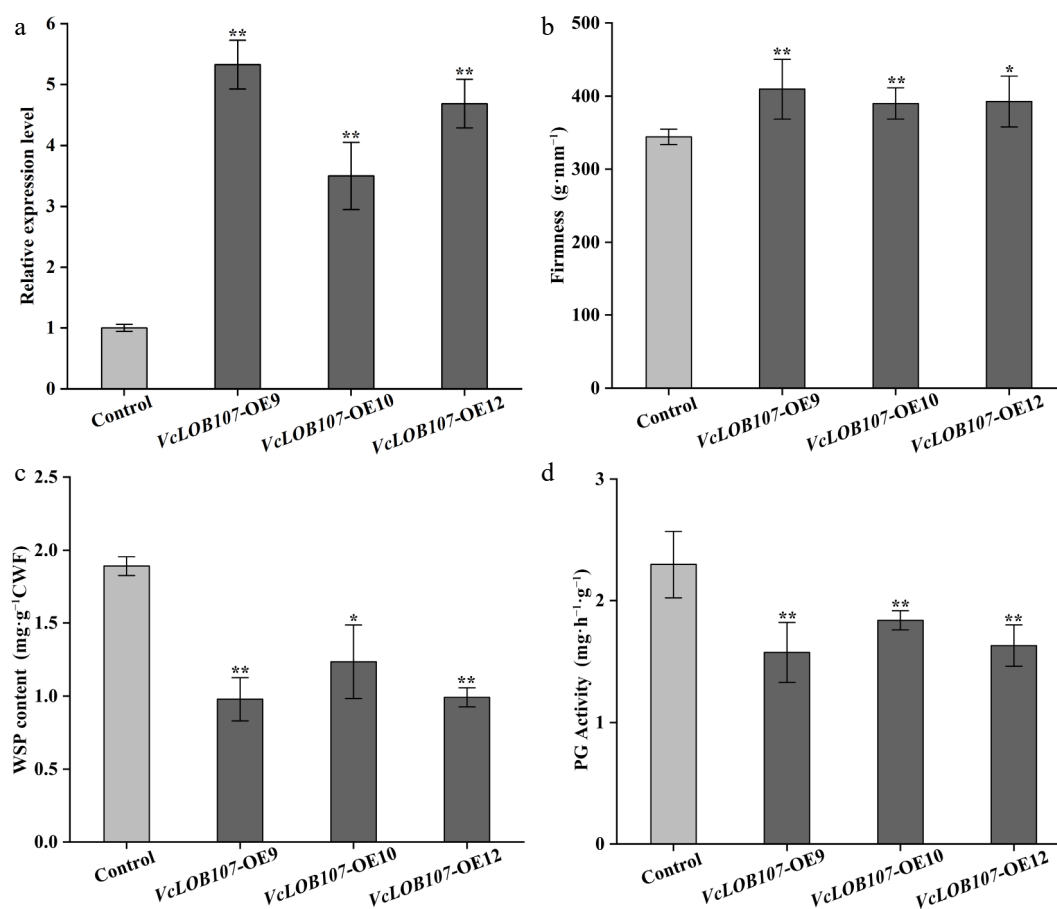 a
Relative expression level
6
5
4
3
2
1
0
**
**
**
Control
VcLOB107-OE9
VcLOB107-OE10
VcLOB107-OE12
b
Firmness (g·mm⁻¹)
500
400
300
200
100
0
**
**
*
Control
VcLOB107-OE9
VcLOB107-OE10
VcLOB107-OE12
c
WSP content (mg·g⁻¹CWF)
2.5
2.0
1.5
1.0
0.5
0.0
**
*
**
Control
VcLOB107-OE9
VcLOB107-OE10
VcLOB107-OE12
d
PG Activity (mg·h⁻¹·g⁻¹)
3
2
1
0
**
**
**
Control
VcLOB107-OE9
VcLOB107-OE10
VcLOB107-OE12